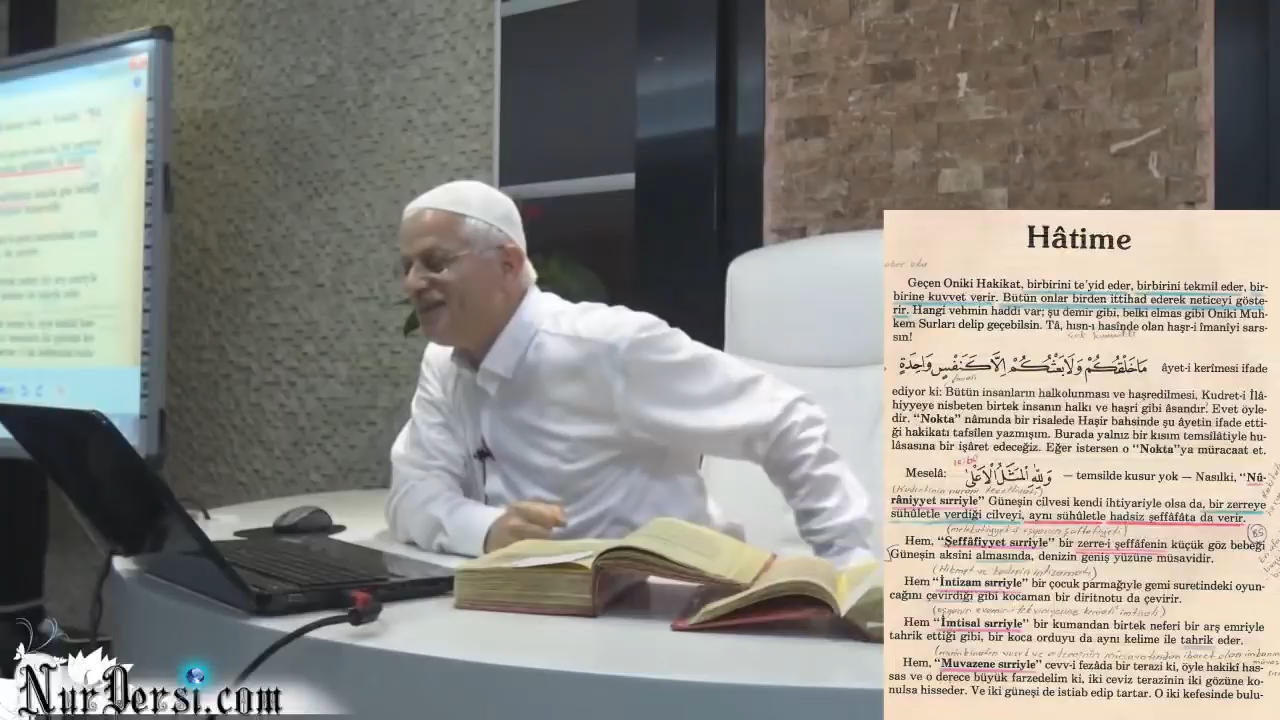 Hâtime
Geçen Oniki Hakikat, birbirini te'yid eder, birbirini tekmil eder, bir-
birine kuvvet verir. Bütün onlar birden ittihad ederek neticeyi göste-
rir. Hangi vehmin haddi var; şu demir gibi, belki elmas gibi Oniki Muh-
kem Surları delip geçebilsin. Tâ, hısn-ı hasînde olan haşr-i îmanîyi sars-
sın!
مَاخَلْقُكُمْ وَلَابَعْثُكُمْ اِلَّاكَنَفْسٍ وَاحِدَةٍ âyet-i kerîmesi ifade
ediyor ki: Bütün insanların halkolunması ve haşredilmesi, Kudret-i İlâ-
hiyyeye nisbeten birtek insanın halkı ve haşri gibi âsandır. Evet öyle-
dir. "Nokta" nâmında bir risalede Haşir bahsinde şu âyetin ifade etti-
ği hakikatı tafsilen yazmışım. Burada yalnız bir kısım temsilâtiyle hu-
lâsasına bir işâret edeceğiz. Eğer istersen o "Nokta"ya müracaat et.
Meselâ: وَلِلّٰهِ الْمَثَلُ الْاَعْلٰى — temsilde kusur yok — Nasılki, "Nû-
râniyyet sırriyle" Güneşin cilvesi kendi ihtiyariyle olsa da, bir zerreye
sühûletle verdiği cilveyi, aynı sühûletle hadsiz şeffâfâta da verir.
Hem, "Şeffâfiyyet sırriyle" bir zerre-i şeffâfenin küçük göz bebeği
Güneşin aksini almasında, denizin geniş yüzüne müsavidir.
Hem "İntizam sırriyle" bir çocuk parmağıyle gemi suretindeki oyun-
cağını çevirdiği gibi kocaman bir diritnotu da çevirir.
Hem "İmtisal sırriyle" bir kumandan birtek neferi bir arş emriyle
tahrik ettiği gibi, bir koca orduyu da aynı kelime ile tahrik eder.
Hem, "Muvazene sırriyle" cevv-i fezâda bir terazi ki, öyle hakikî has-
sas ve o derece büyük farzedelim ki, iki ceviz terazinin iki gözüne ko-
nulsa hisseder. Ve iki güneşi de istiab edip tartar. O iki kefesinde bulu-
NurDersi.com